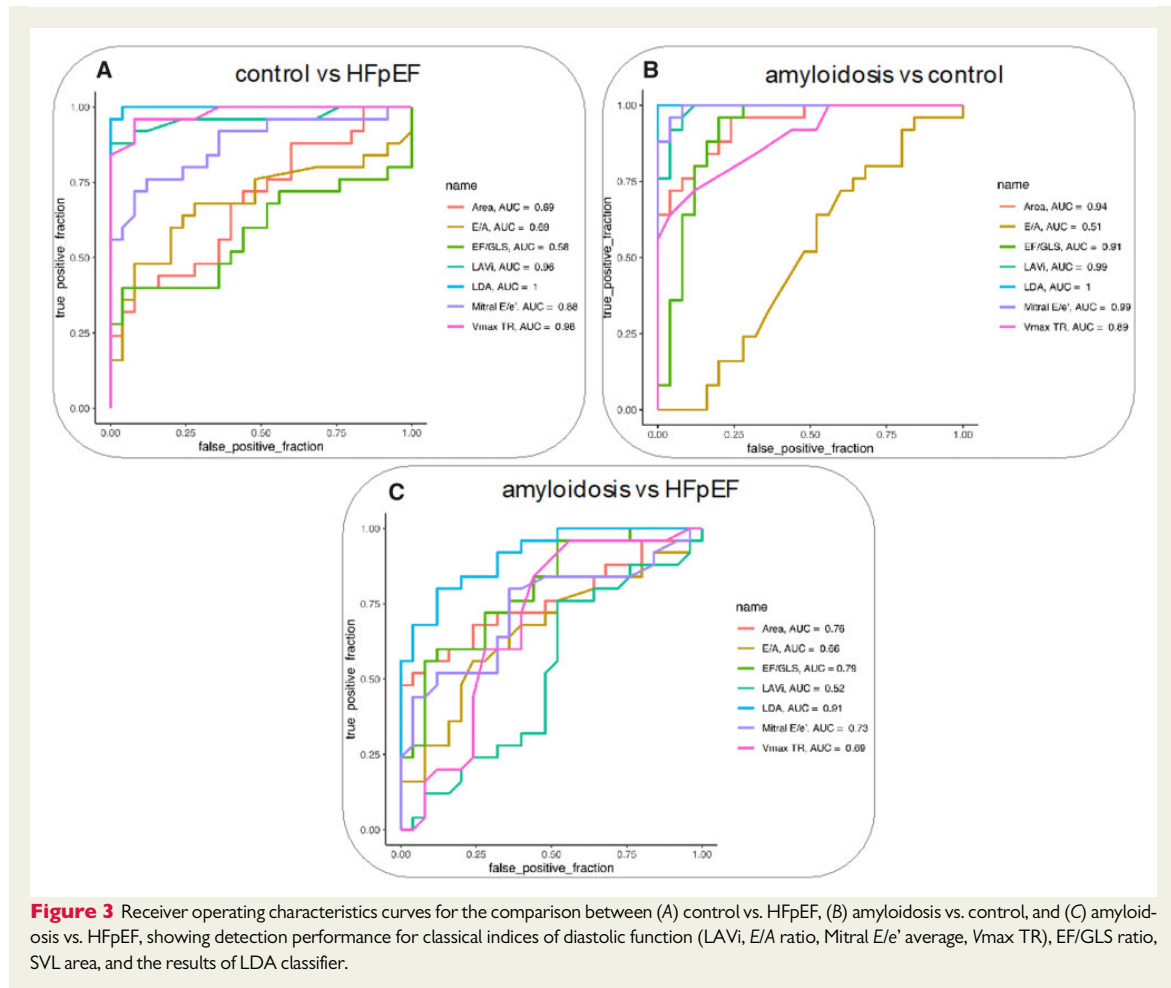 A
control vs HFpEF
true_positive_fraction
1.00
0.75
0.50
0.25
0.00
0.00 0.25 0.50 0.75 1.00
false_positive_fraction
name
Area, AUC = 0.69
E/A, AUC = 0.69
EF/GLS, AUC = 0.58
LAVi, AUC = 0.96
LDA, AUC = 1
Mitral E/e', AUC = 0.88
Vmax TR, AUC = 0.98
B
amyloidosis vs control
true_positive_fraction
1.00
0.75
0.50
0.25
0.00
0.00 0.25 0.50 0.75 1.00
false_positive_fraction
name
Area, AUC = 0.94
E/A, AUC = 0.51
EF/GLS, AUC = 0.91
LAVi, AUC = 0.99
LDA, AUC = 1
Mitral E/e', AUC = 0.99
Vmax TR, AUC = 0.89
C
amyloidosis vs HFpEF
true_positive_fraction
1.00
0.75
0.50
0.25
0.00
0.00 0.25 0.50 0.75 1.00
false_positive_fraction
name
Area, AUC = 0.76
E/A, AUC = 0.66
EF/GLS, AUC = 0.79
LAVi, AUC = 0.52
LDA, AUC = 0.91
Mitral E/e', AUC = 0.73
Vmax TR, AUC = 0.69
Figure 3 Receiver operating characteristics curves for the comparison between (A) control vs. HFpEF, (B) amyloidosis vs. control, and (C) amyloid-
osis vs. HFpEF, showing detection performance for classical indices of diastolic function (LAVi, E/A ratio, Mitral E/e' average, Vmax TR), EF/GLS ratio,
SVL area, and the results of LDA classifier.